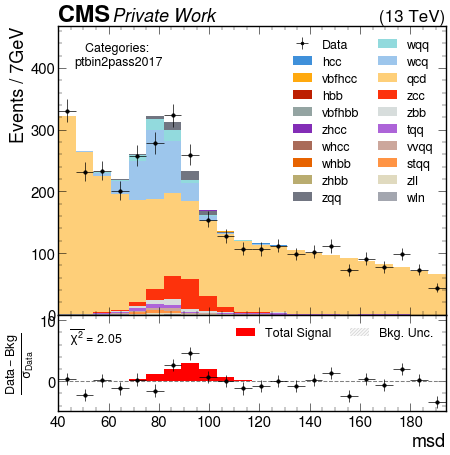 CMS Private Work (13 TeV)
Categories:
ptbin2pass2017
Data
hcc
vbfhcc
hbb
vbfhbb
zhcc
whcc
whbb
zhbb
zqq
wqq
wcq
qcd
zcc
zbb
tqq
vvqq
stqq
zll
wln
Events / 7GeV
400
300
200
100
0
χ² = 2.05
Total Signal
Bkg. Unc.
Data − Bkg
σData
10
0
40 60 80 100 120 140 160 180
msd